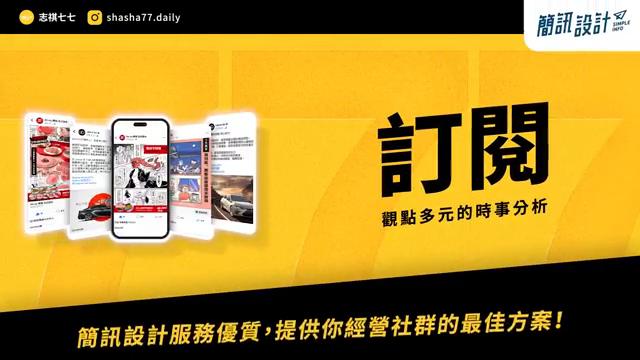 志祺七七 shasha77.daily
簡訊設計
SIMPLE
INFO
訂閱
觀點多元的時事分析
簡訊設計服務優質，提供你經營社群的最佳方案！